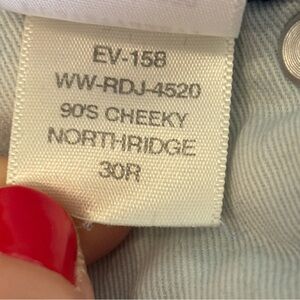 EV-158
WW-RDJ-4520
90'S CHEEKY
NORTHRIDGE
30R